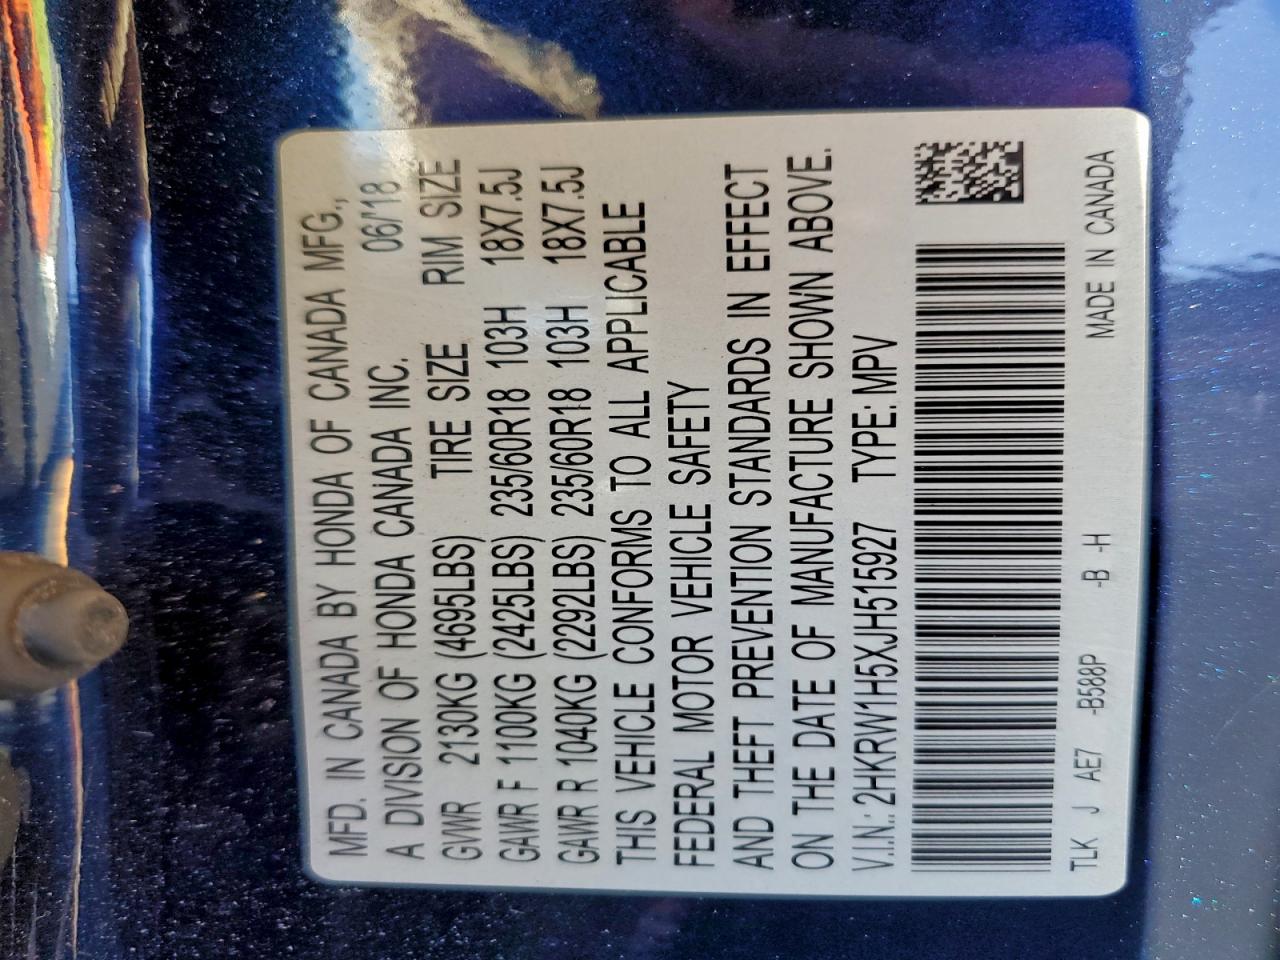 MFD. IN CANADA BY HONDA OF CANADA MFG.,
A DIVISION OF HONDA CANADA INC. 06/'18
GVWR 2130KG (4695LBS) TIRE SIZE RIM SIZE
GAWR F 1100KG (2425LBS) 235/60R18 103H 18X7.5J
GAWR R 1040KG (2292LBS) 235/60R18 103H 18X7.5J
THIS VEHICLE CONFORMS TO ALL APPLICABLE
FEDERAL MOTOR VEHICLE SAFETY
AND THEFT PREVENTION STANDARDS IN EFFECT
ON THE DATE OF MANUFACTURE SHOWN ABOVE.
V.I.N.: 2HKRW1H5XJH515927 TYPE: MPV
TLK J AE7 -B588P -B -H MADE IN CANADA